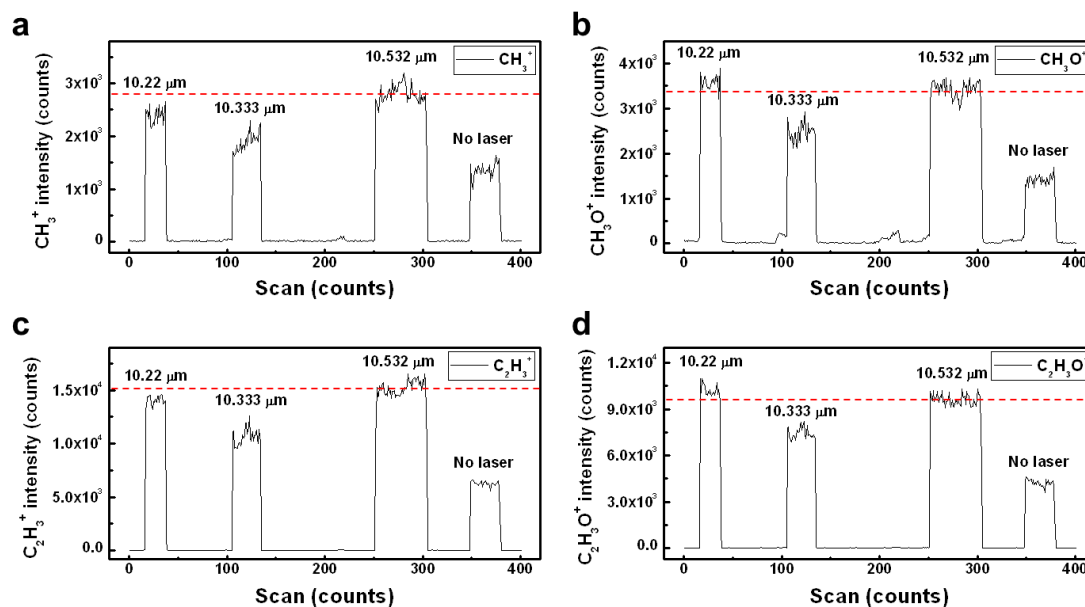 a
CH₃⁺ intensity (counts)
3x10³
2x10³
1x10³
0
10.22 μm
10.333 μm
10.532 μm
No laser
CH₃⁺
0 100 200 300 400
Scan (counts)
b
CH₃O⁺ intensity (counts)
4x10³
3x10³
2x10³
1x10³
0
10.22 μm
10.333 μm
10.532 μm
No laser
CH₃O⁺
0 100 200 300 400
Scan (counts)
c
C₂H₃⁺ intensity (counts)
1.5x10⁴
1.0x10⁴
5.0x10³
0.0
10.22 μm
10.333 μm
10.532 μm
No laser
C₂H₃⁺
0 100 200 300 400
Scan (counts)
d
C₂H₃O⁺ intensity (counts)
1.2x10⁴
9.0x10³
6.0x10³
3.0x10³
0.0
10.22 μm
10.333 μm
10.532 μm
No laser
C₂H₃O⁺
0 100 200 300 400
Scan (counts)